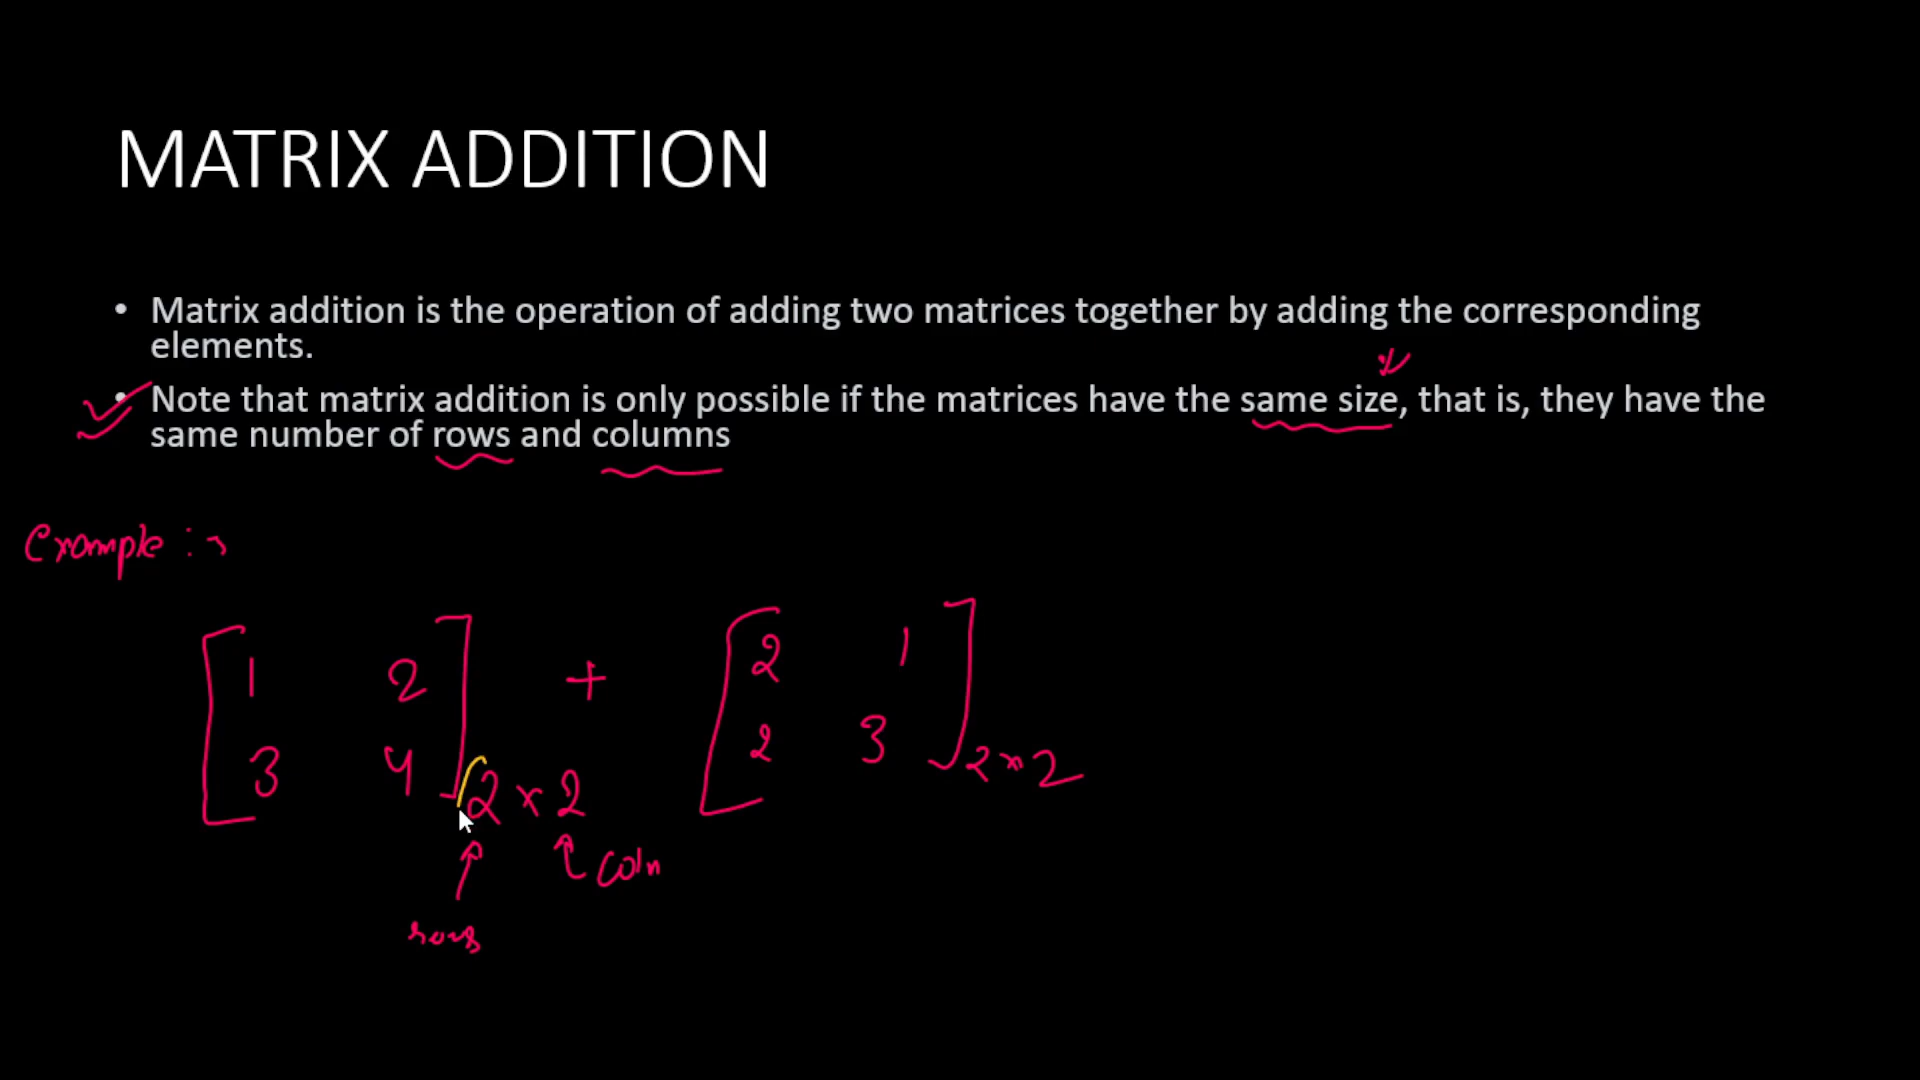 MATRIX ADDITION
• Matrix addition is the operation of adding two matrices together by adding the corresponding
elements.
• Note that matrix addition is only possible if the matrices have the same size, that is, they have the
same number of rows and columns
Example :→
1 2 + 2 1
3 4 2 × 2 2 3 2 × 2
coln
rows